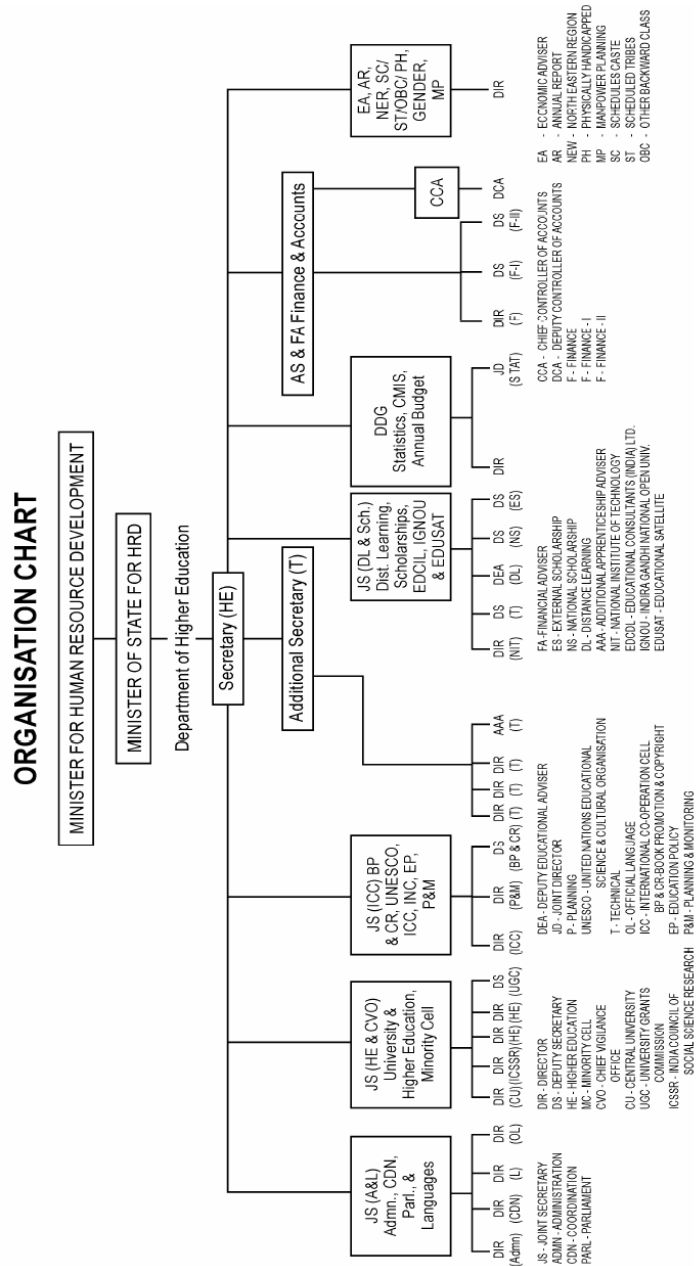 ORGANISATION CHART
MINISTER FOR HUMAN RESOURCE DEVELOPMENT
MINISTER OF STATE FOR HRD
Department of Higher Education
Secretary (HE)
Additional Secretary (T)
AS & FA Finance & Accounts
JS (A&L)
Admn., CDN,
Parl., &
Languages
DIR
(Admn)
DIR
(CDN)
DIR
(L)
DIR
(OL)
JS (HE & CVO)
University &
Higher Education,
Minority Cell
DIR
(CU)
DIR
(ICSSR)
DIR
(HE)
DIR
(HE)
DS
(UGC)
JS (ICC) BP
& CR, UNESCO,
ICC, INC, EP,
P&M
DIR
(ICC)
DIR
(P&M)
DS
(BP & CR)
DIR
(T)
DIR
(T)
DIR
(T)
AAA
(T)
JS (DL & Sch.)
Dist. Learning,
Scholarships,
EDCIL, IGNOU
& EDUSAT
DIR
(NIT)
DS
(T)
DEA
(DL)
DS
(NS)
DS
(ES)
DDG
Statistics, CMIS,
Annual Budget
DIR
JD
(STAT)
DIR
(F)
DS
(F-I)
DS
(F-II)
CCA
DCA
EA, AR,
NER, SC/
ST/OBC/ PH,
GENDER,
MP
DIR
JS - JOINT SECRETARY
ADMN - ADMINISTRATION
CDN - COORDINATION
PARL - PARLIAMENT
DIR - DIRECTOR
DS - DEPUTY SECRETARY
HE - HIGHER EDUCATION
MC - MINORITY CELL
CVO - CHIEF VIGILANCE
OFFICE
CU - CENTRAL UNIVERSITY
UGC - UNIVERSITY GRANTS
COMMISSION
ICSSR - INDIA COUNCIL OF
SOCIAL SCIENCE RESEARCH
DEA - DEPUTY EDUCATIONAL ADVISER
JD - JOINT DIRECTOR
P - PLANNING
UNESCO - UNITED NATIONS EDUCATIONAL
SCIENCE & CULTURAL ORGANISATION
T - TECHNICAL
OL - OFFICIAL LANGUAGE
ICC - INTERNATIONAL CO-OPERATION CELL
BP & CR-BOOK PROMOTION & COPYRIGHT
EP - EDUCATION POLICY
P&M - PLANNING & MONITORING
FA -FINANCIAL ADVISER
ES - EXTERNAL SCHOLARSHIP
NS - NATIONAL SCHOLARSHIP
DL - DISTANCE LEARNING
AAA - ADDITIONAL APPRENTICESHIP ADVISER
NIT - NATIONAL INSTITUTE OF TECHNOLOGY
EDCDL - EDUCATIONAL CONSULTANTS (INDIA) LTD.
IGNOU - INDIRA GANDHI NATIONAL OPEN UNIV.
EDUSAT - EDUCATIONAL SATELLITE
CCA - CHIEF CONTROLLER OF ACCOUNTS
DCA - DEPUTY CONTROLLER OF ACCOUNTS
F - FINANCE
F - FINANCE - I
F - FINANCE - II
EA - ECCNOMIC ADVISER
AR - ANNUAL REPORT
NEW - NORTH EASTERN REGION
PH - PHYSICALLY HANDICAPPED
MP - MANPOWER PLANNING
SC - SCHEDULES CASTE
ST - SCHEDULED TRIBES
OBC - OTHER BACKWARD CLASS